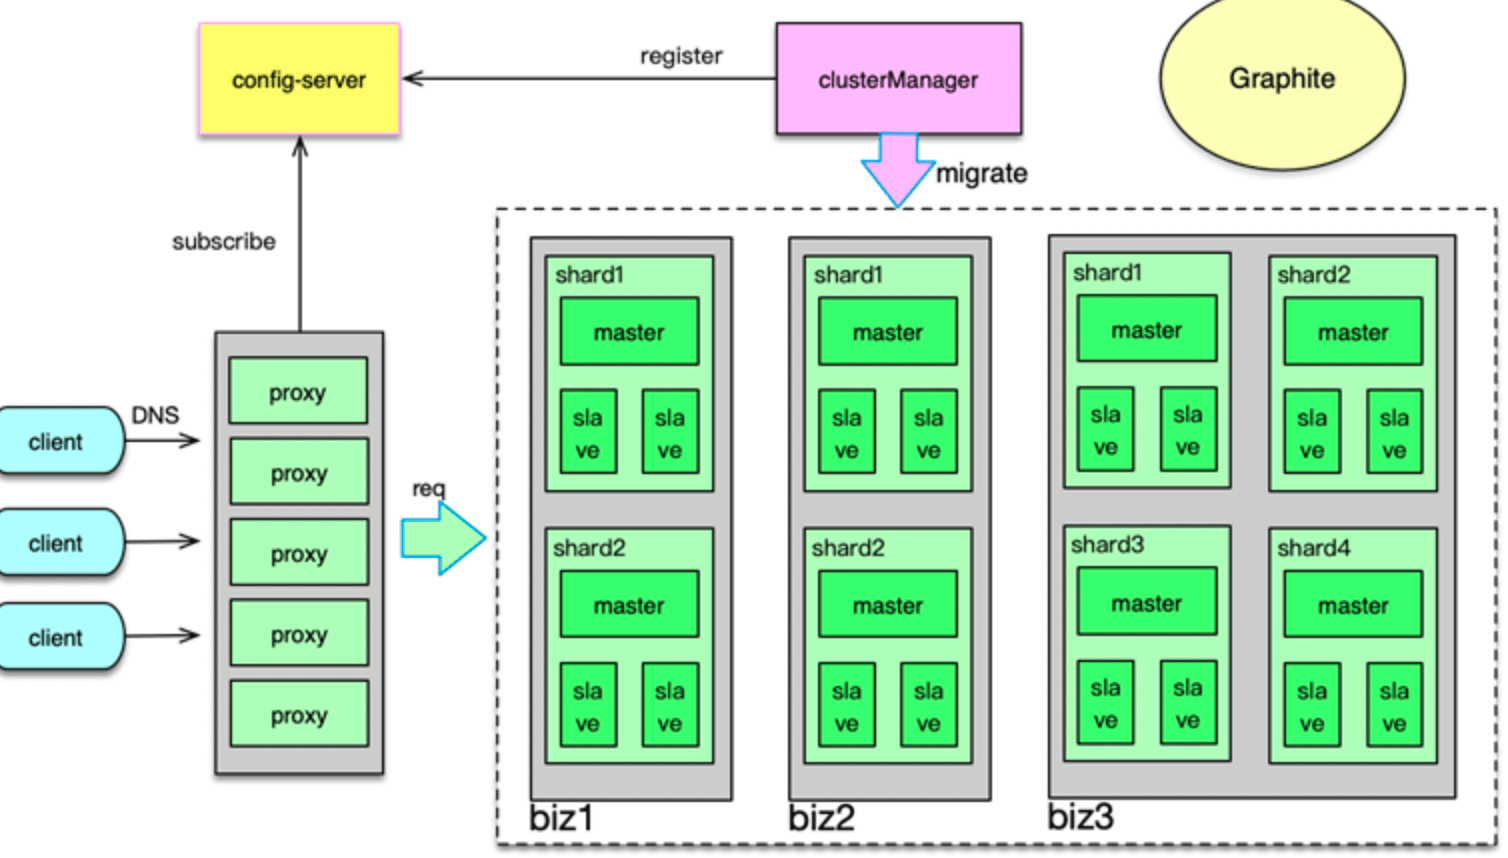 config-server
register
clusterManager
Graphite
migrate
subscribe
DNS
client
client
client
proxy
proxy
proxy
proxy
proxy
req
shard1
master
sla
ve
sla
ve
shard2
master
sla
ve
sla
ve
biz1
shard1
master
sla
ve
sla
ve
shard2
master
sla
ve
sla
ve
biz2
shard1
master
sla
ve
sla
ve
shard2
master
sla
ve
sla
ve
shard3
master
sla
ve
sla
ve
shard4
master
sla
ve
sla
ve
biz3